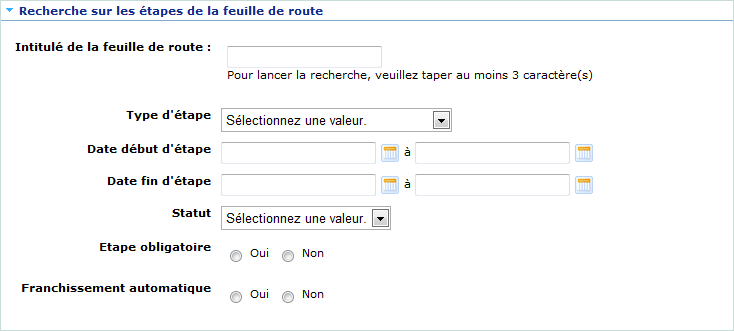 Recherche sur les étapes de la feuille de route
Intitulé de la feuille de route :
Pour lancer la recherche, veuillez taper au moins 3 caractère(s)
Type d'étape Sélectionnez une valeur.
Date début d'étape à
Date fin d'étape à
Statut Sélectionnez une valeur.
Etape obligatoire Oui Non
Franchissement automatique Oui Non